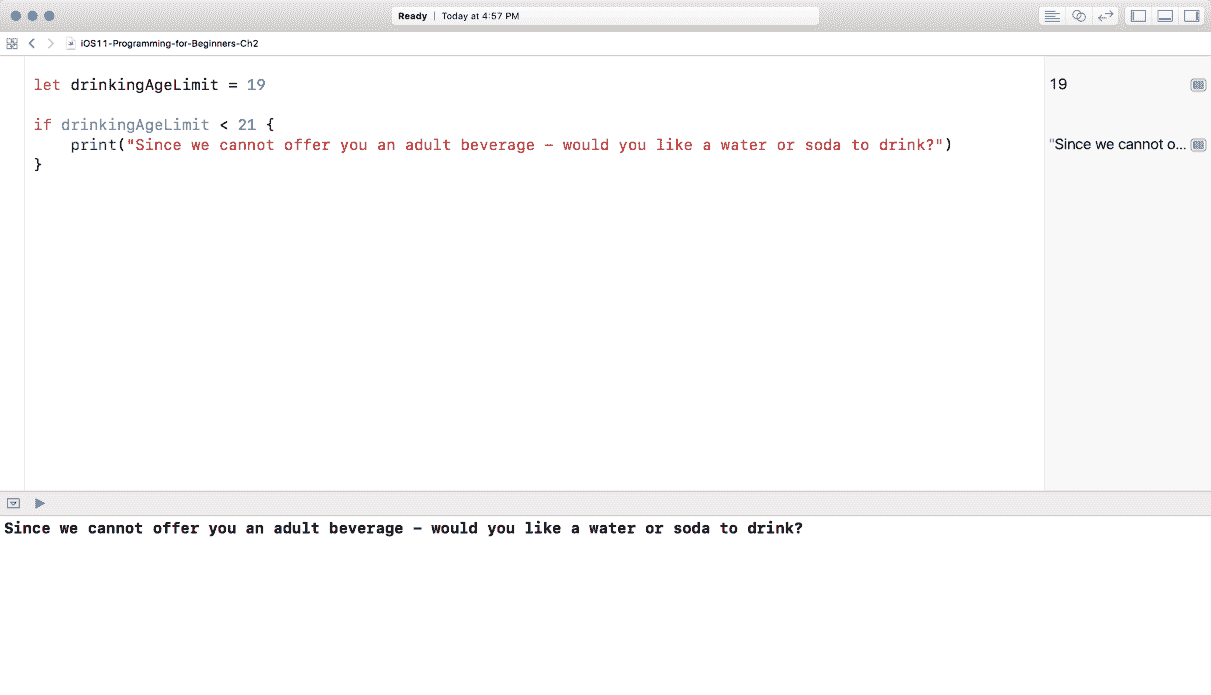 Ready | Today at 4:57 PM
iOS11-Programming-for-Beginners-Ch2
let drinkingAgeLimit = 19
19
if drinkingAgeLimit < 21 {
print("Since we cannot offer you an adult beverage – would you like a water or soda to drink?")
"Since we cannot o...
}
Since we cannot offer you an adult beverage – would you like a water or soda to drink?